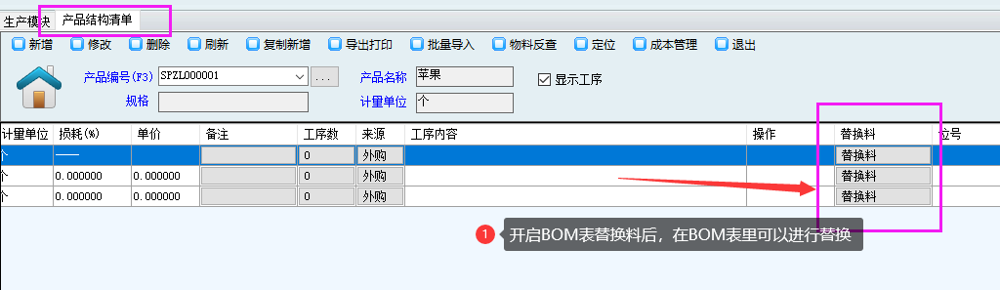 生产模块 产品结构清单
新增 修改 删除 刷新 复制新增 导出打印 批量导入 物料反查 定位 成本管理 退出
产品编号(F3) SPZL000001 ... 产品名称 苹果 显示工序
规格 计量单位 个
计量单位 损耗(%) 单价 备注 工序数 来源 工序内容 操作 替换料 位号
个 —— 0 外购 替换料
个 0.000000 0.000000 0 外购 替换料
个 0.000000 0.000000 0 外购 替换料
1 开启BOM表替换料后，在BOM表里可以进行替换